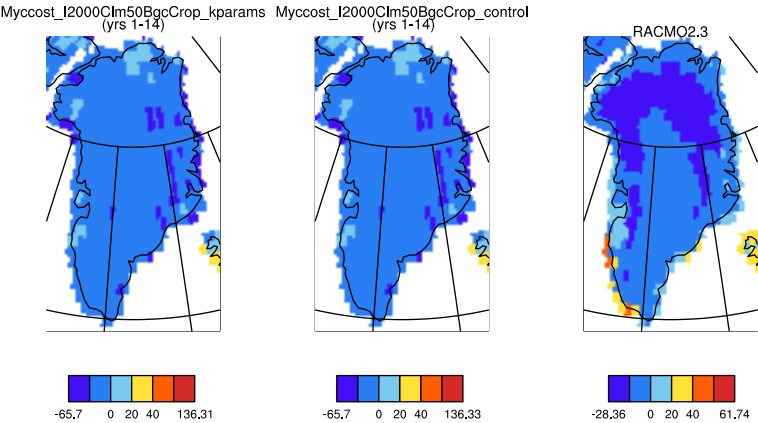 Myccost_I2000Clm50BgcCrop_kparams
(yrs 1-14)
Myccost_I2000Clm50BgcCrop_control
(yrs 1-14)
RACMO2.3
-65.7 0 20 40 136.31
-65.7 0 20 40 136.33
-28.36 0 20 40 61.74